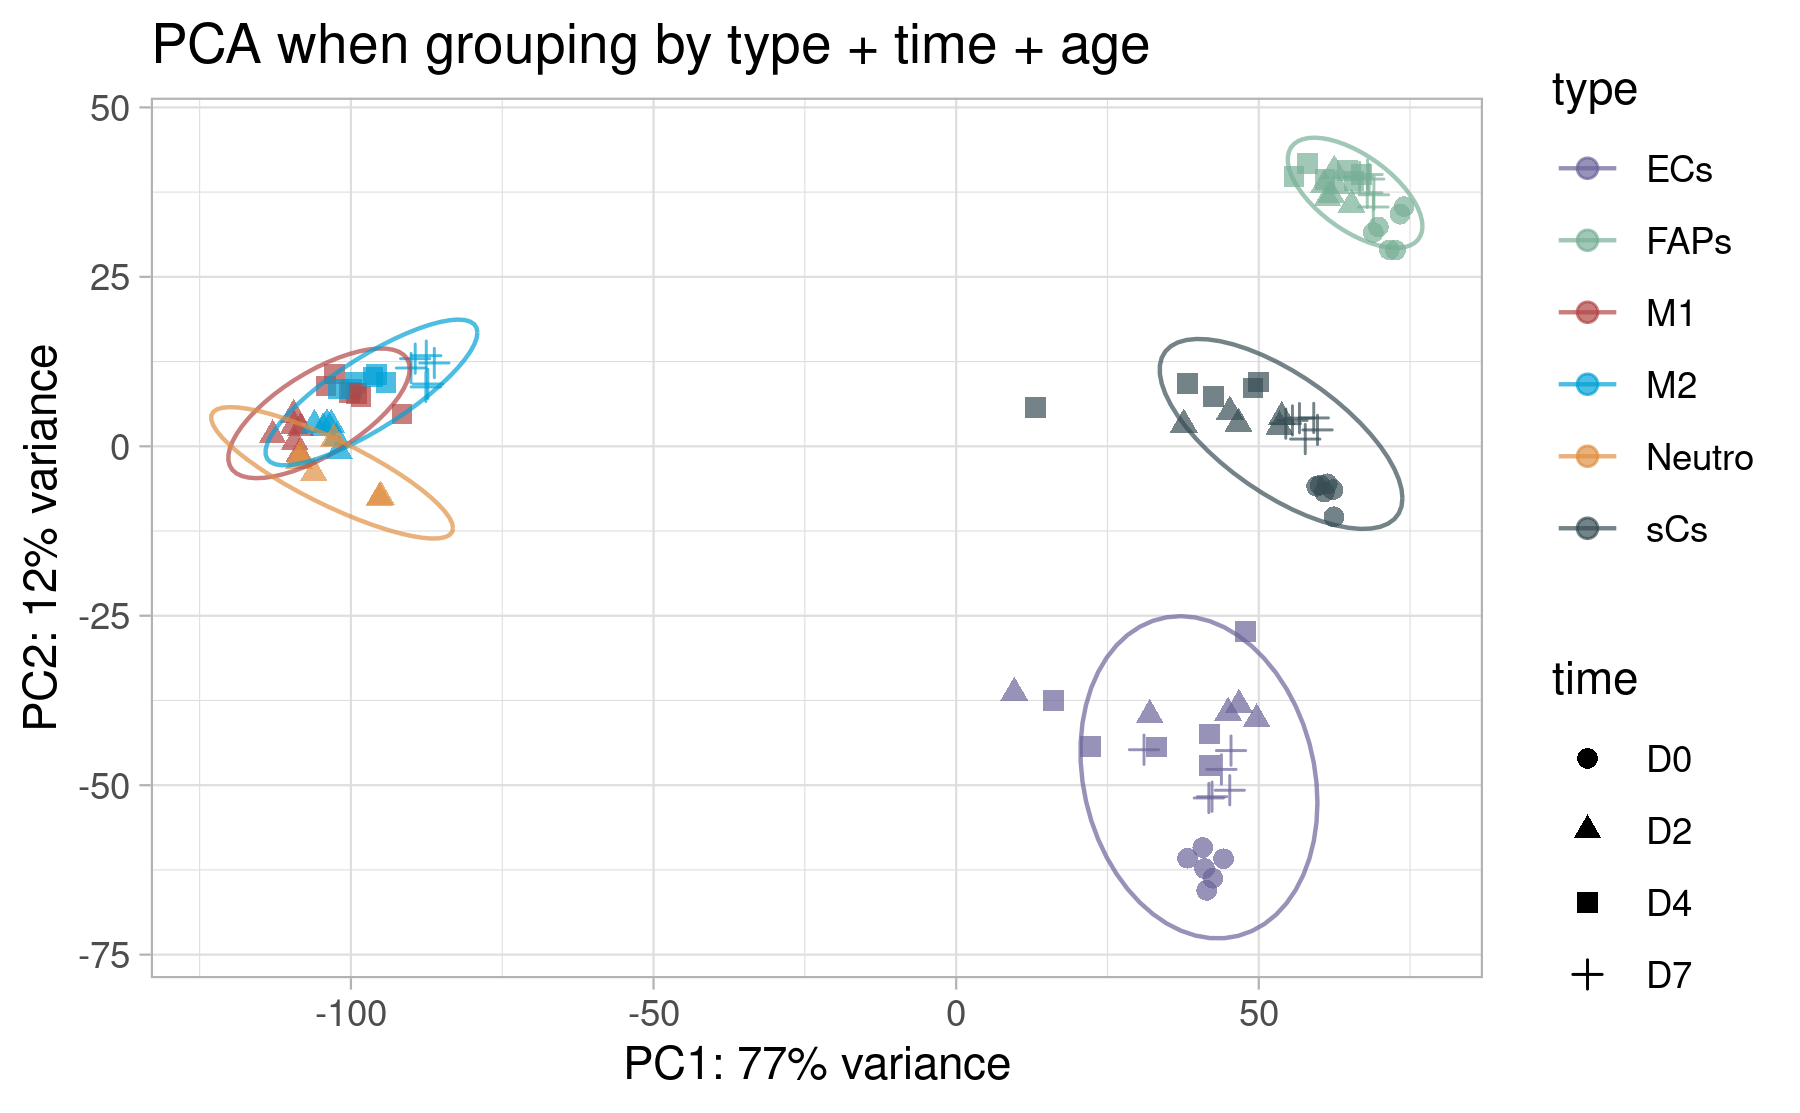 PCA when grouping by type + time + age
50
25
0
-25
-50
-75
PC2: 12% variance
-100
-50
0
50
PC1: 77% variance
type
ECs
FAPs
M1
M2
Neutro
sCs
time
D0
D2
D4
D7